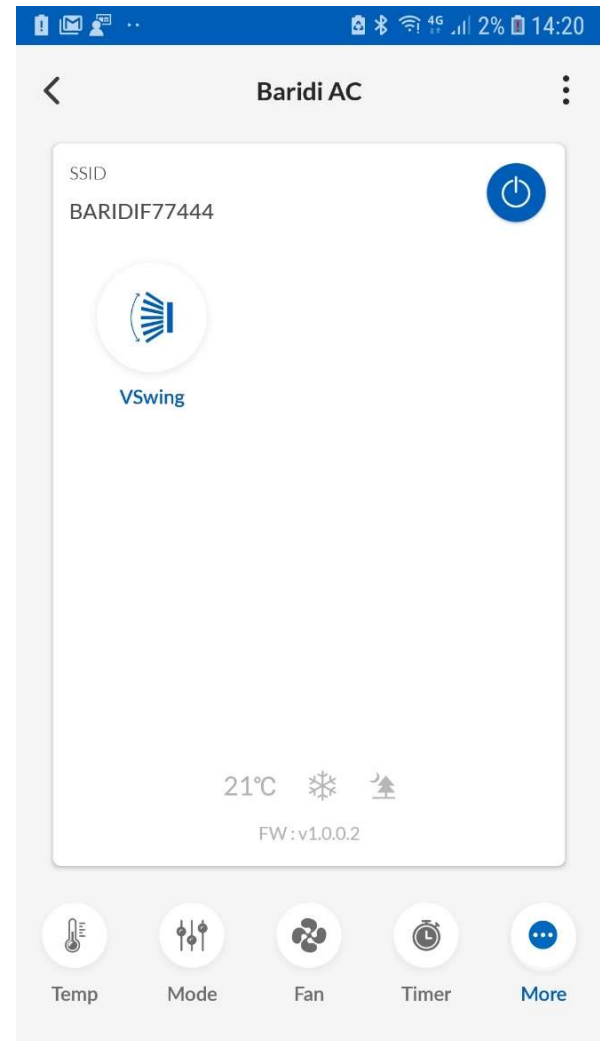 4G 2% 14:20
Baridi AC
SSID
BARIDIF77444
VSwing
21°C
FW : v1.0.0.2
Temp Mode Fan Timer More